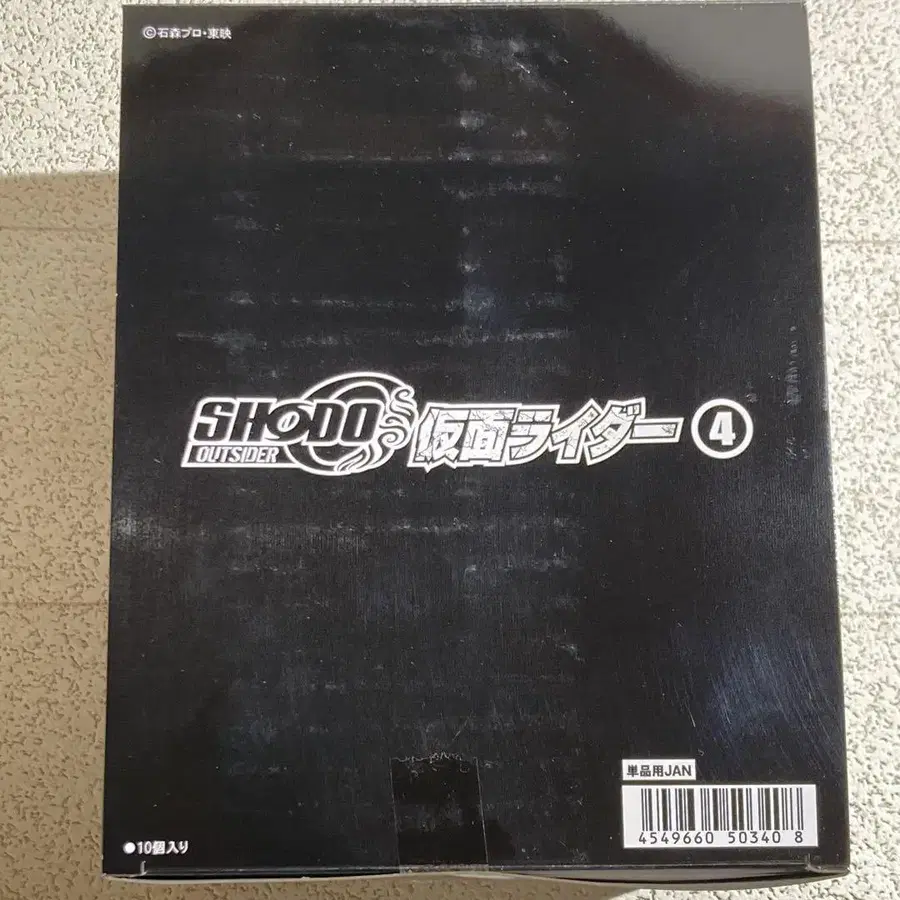 ©石森プロ・東映
SHODO OUTSIDER 仮面ライダー ④
単品用JAN
4549660 50340 8
●10個入り